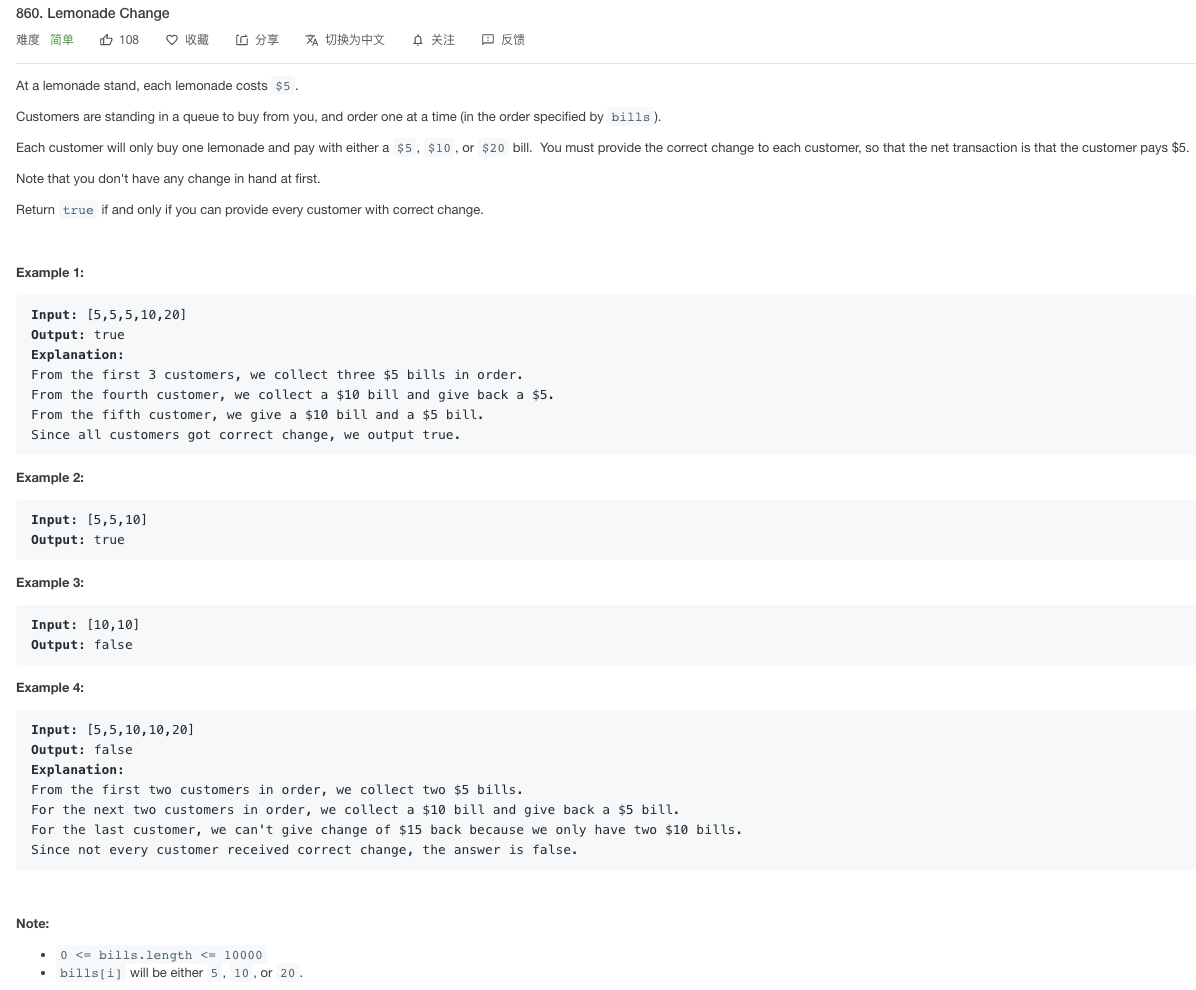 860. Lemonade Change
难度 简单 108 收藏 分享 切换为中文 关注 反馈
At a lemonade stand, each lemonade costs $5.
Customers are standing in a queue to buy from you, and order one at a time (in the order specified by bills).
Each customer will only buy one lemonade and pay with either a $5, $10, or $20 bill. You must provide the correct change to each customer, so that the net transaction is that the customer pays $5.
Note that you don't have any change in hand at first.
Return true if and only if you can provide every customer with correct change.
Example 1:
Input: [5,5,5,10,20]
Output: true
Explanation:
From the first 3 customers, we collect three $5 bills in order.
From the fourth customer, we collect a $10 bill and give back a $5.
From the fifth customer, we give a $10 bill and a $5 bill.
Since all customers got correct change, we output true.
Example 2:
Input: [5,5,10]
Output: true
Example 3:
Input: [10,10]
Output: false
Example 4:
Input: [5,5,10,10,20]
Output: false
Explanation:
From the first two customers in order, we collect two $5 bills.
For the next two customers in order, we collect a $10 bill and give back a $5 bill.
For the last customer, we can't give change of $15 back because we only have two $10 bills.
Since not every customer received correct change, the answer is false.
Note:
• 0 <= bills.length <= 10000
• bills[i] will be either 5, 10, or 20.